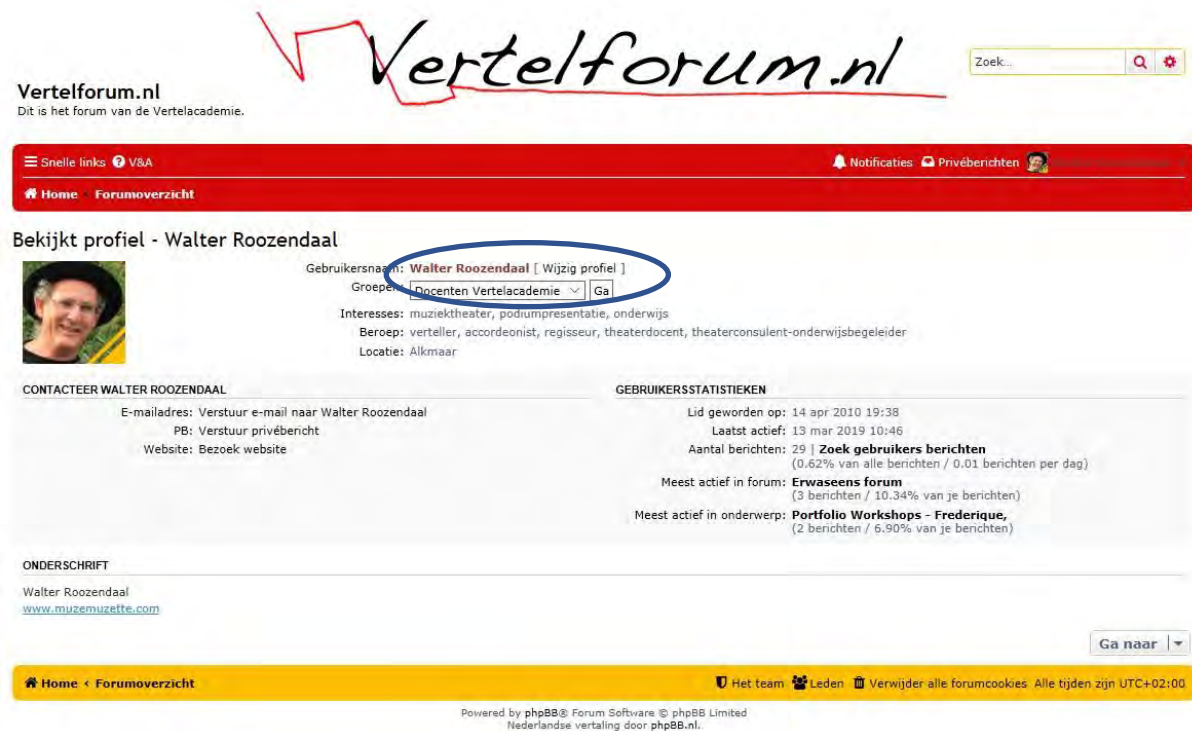 Vertelforum.nl
Zoek...
Vertelforum.nl
Dit is het forum van de Vertelacademie.
Snelle links V&A
Notificaties Privéberichten
Home Forumoverzicht
Bekijkt profiel - Walter Roozendaal
Gebruikersnaam: Walter Roozendaal [ Wijzig profiel ]
Groepen: Docenten Vertelacademie Ga
Interesses: muziektheater, podiumpresentatie, onderwijs
Beroep: verteller, accordeonist, regisseur, theaterdocent, theaterconsulent-onderwijsbegeleider
Locatie: Alkmaar
CONTACTEER WALTER ROOZENDAAL
E-mailadres: Verstuur e-mail naar Walter Roozendaal
PB: Verstuur privébericht
Website: Bezoek website
GEBRUIKERSSTATISTIEKEN
Lid geworden op: 14 apr 2010 19:38
Laatst actief: 13 mar 2019 10:46
Aantal berichten: 29 | Zoek gebruikers berichten
(0.62% van alle berichten / 0.01 berichten per dag)
Meest actief in forum: Erwaseens forum
(3 berichten / 10.34% van je berichten)
Meest actief in onderwerp: Portfolio Workshops - Frederique,
(2 berichten / 6.90% van je berichten)
ONDERSCHRIFT
Walter Roozendaal
www.muzemuzette.com
Ga naar
Home < Forumoverzicht
Het team Leden Verwijder alle forumcookies Alle tijden zijn UTC+02:00
Powered by phpBB® Forum Software © phpBB Limited
Nederlandse vertaling door phpBB.nl.